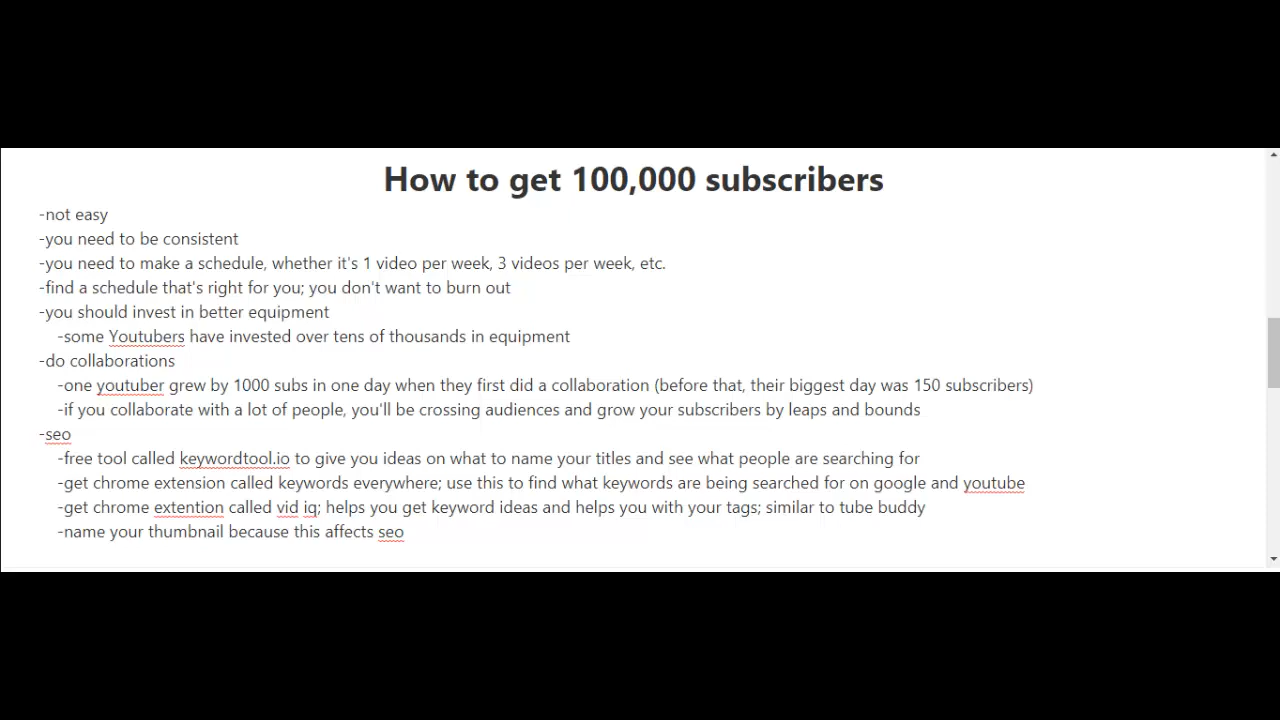 How to get 100,000 subscribers
-not easy
-you need to be consistent
-you need to make a schedule, whether it's 1 video per week, 3 videos per week, etc.
-find a schedule that's right for you; you don't want to burn out
-you should invest in better equipment
-some Youtubers have invested over tens of thousands in equipment
-do collaborations
-one youtuber grew by 1000 subs in one day when they first did a collaboration (before that, their biggest day was 150 subscribers)
-if you collaborate with a lot of people, you'll be crossing audiences and grow your subscribers by leaps and bounds
-seo
-free tool called keywordtool.io to give you ideas on what to name your titles and see what people are searching for
-get chrome extension called keywords everywhere; use this to find what keywords are being searched for on google and youtube
-get chrome extention called vid iq; helps you get keyword ideas and helps you with your tags; similar to tube buddy
-name your thumbnail because this affects seo